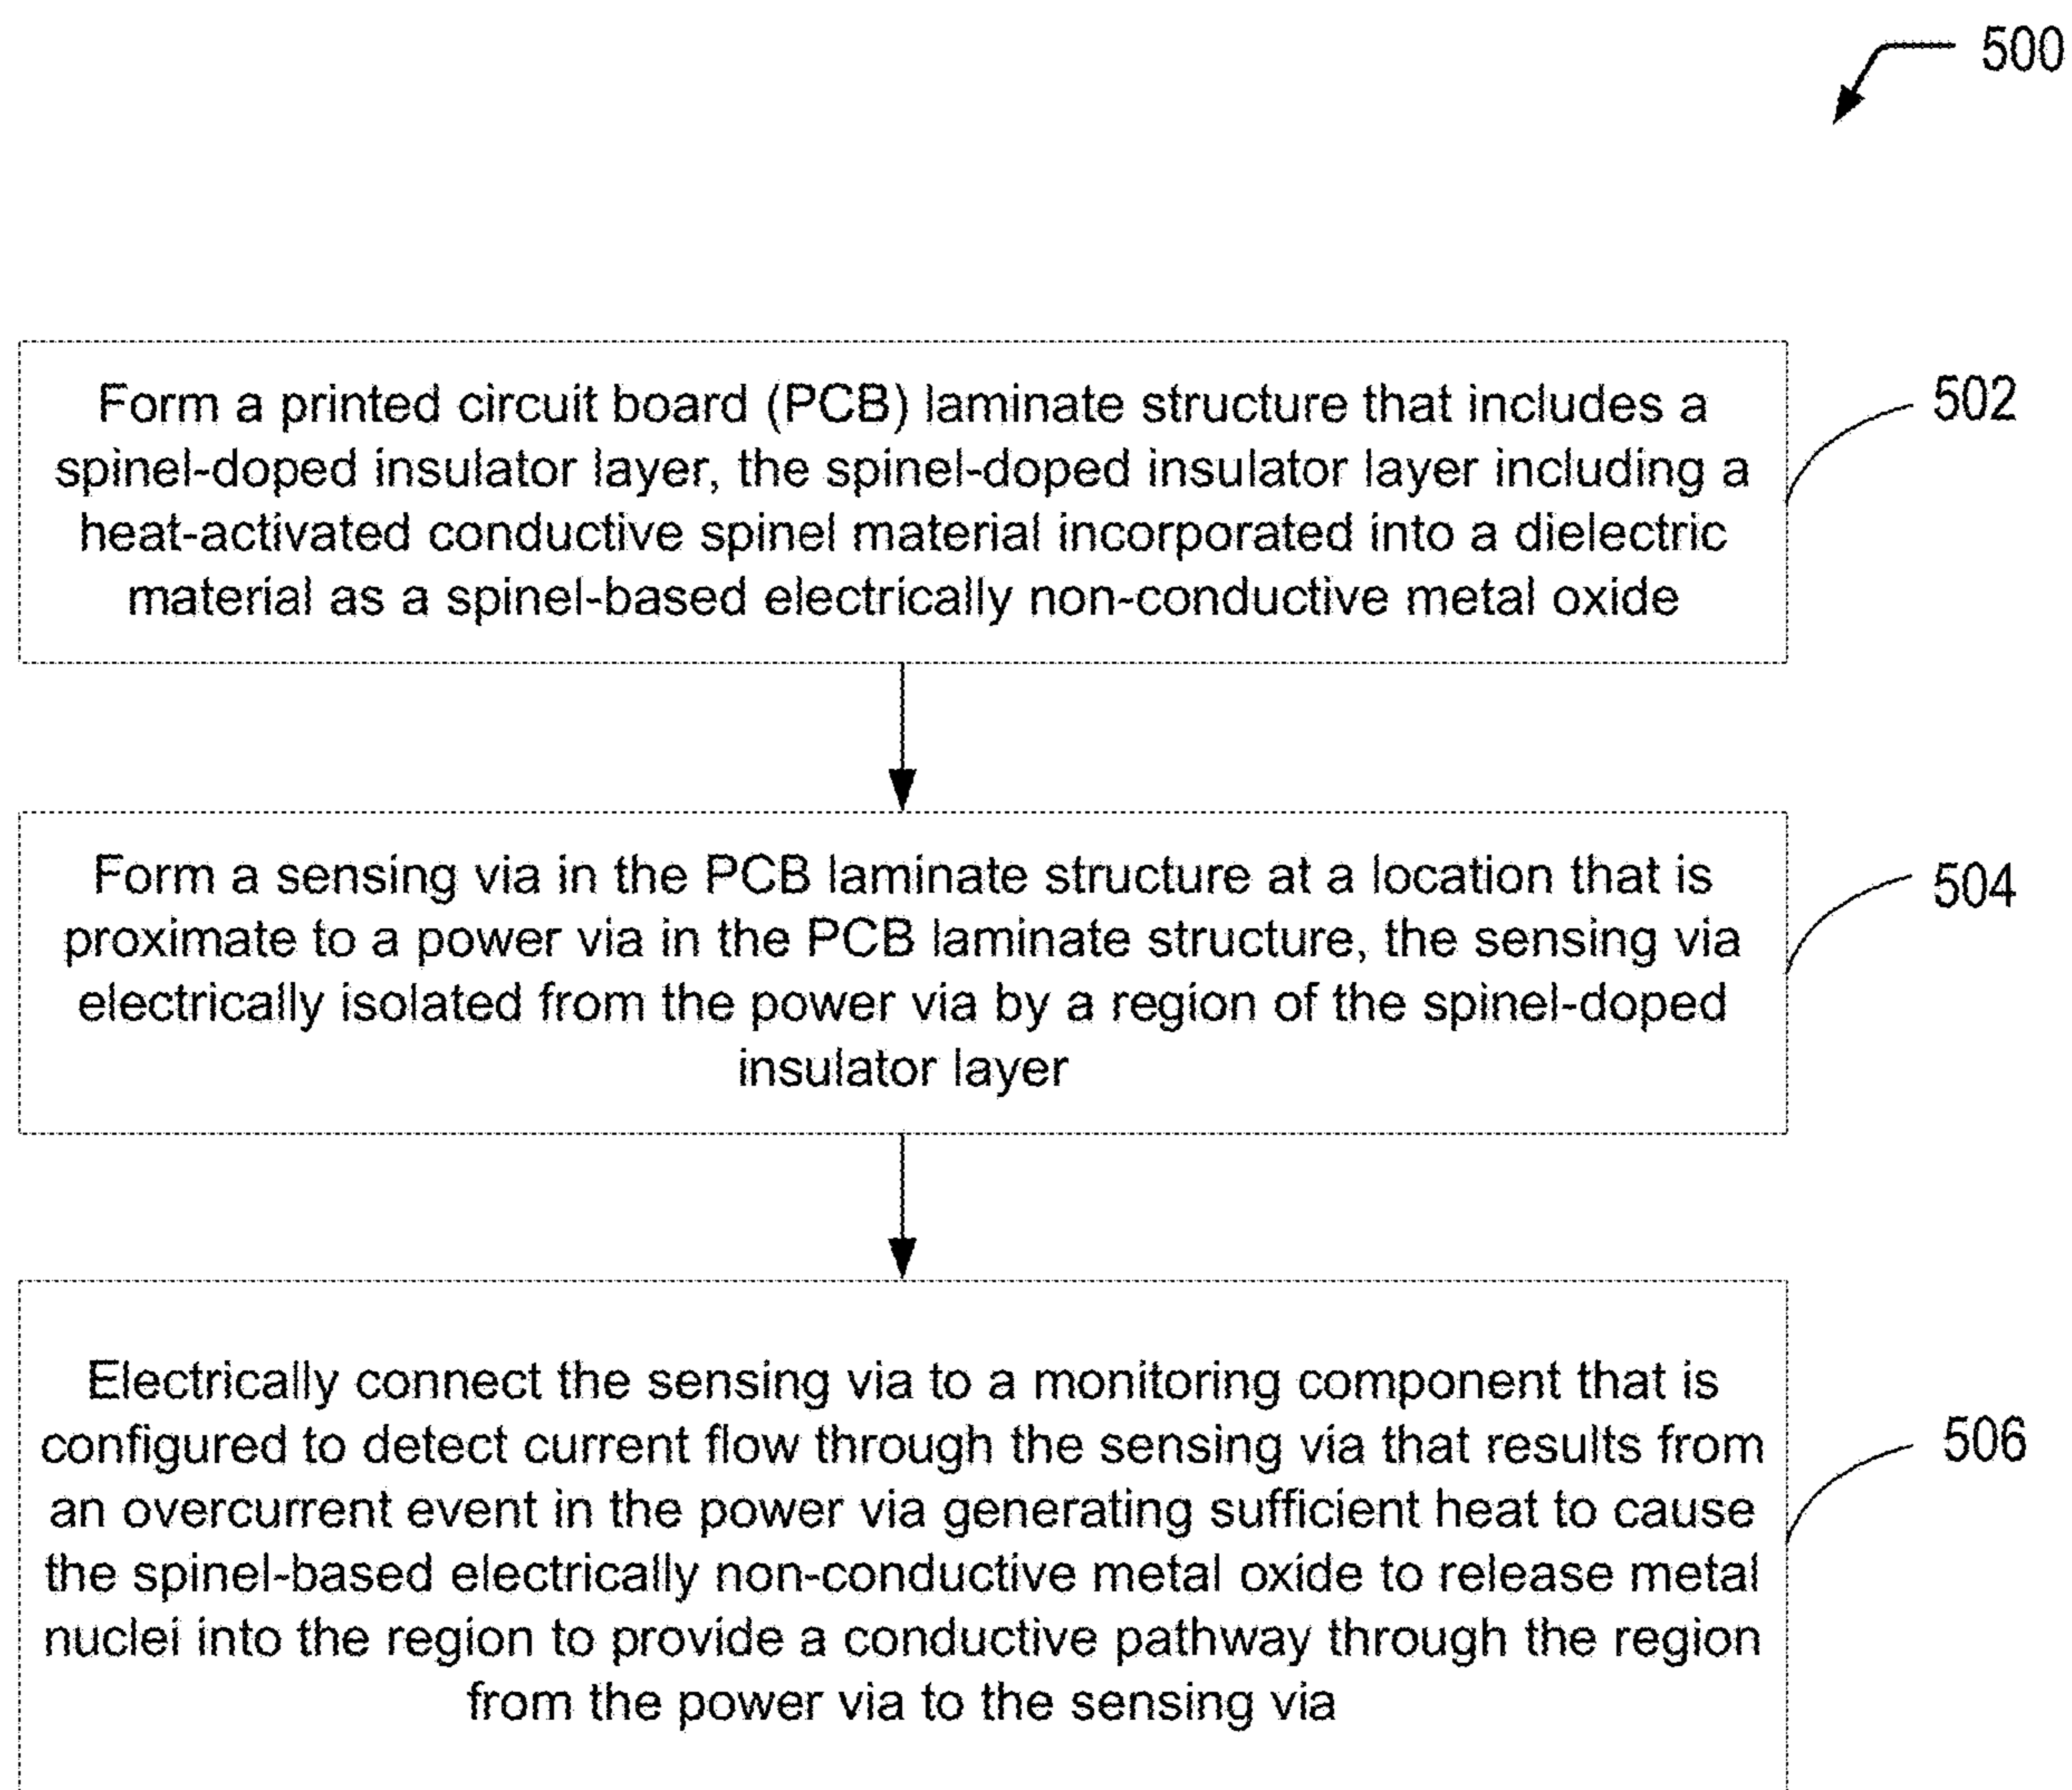 500
Form a printed circuit board (PCB) laminate structure that includes a
spinel-doped insulator layer, the spinel-doped insulator layer including a
heat-activated conductive spinel material incorporated into a dielectric
material as a spinel-based electrically non-conductive metal oxide
502
Form a sensing via in the PCB laminate structure at a location that is
proximate to a power via in the PCB laminate structure, the sensing via
electrically isolated from the power via by a region of the spinel-doped
insulator layer
504
Electrically connect the sensing via to a monitoring component that is
configured to detect current flow through the sensing via that results from
an overcurrent event in the power via generating sufficient heat to cause
the spinel-based electrically non-conductive metal oxide to release metal
nuclei into the region to provide a conductive pathway through the region
from the power via to the sensing via
506